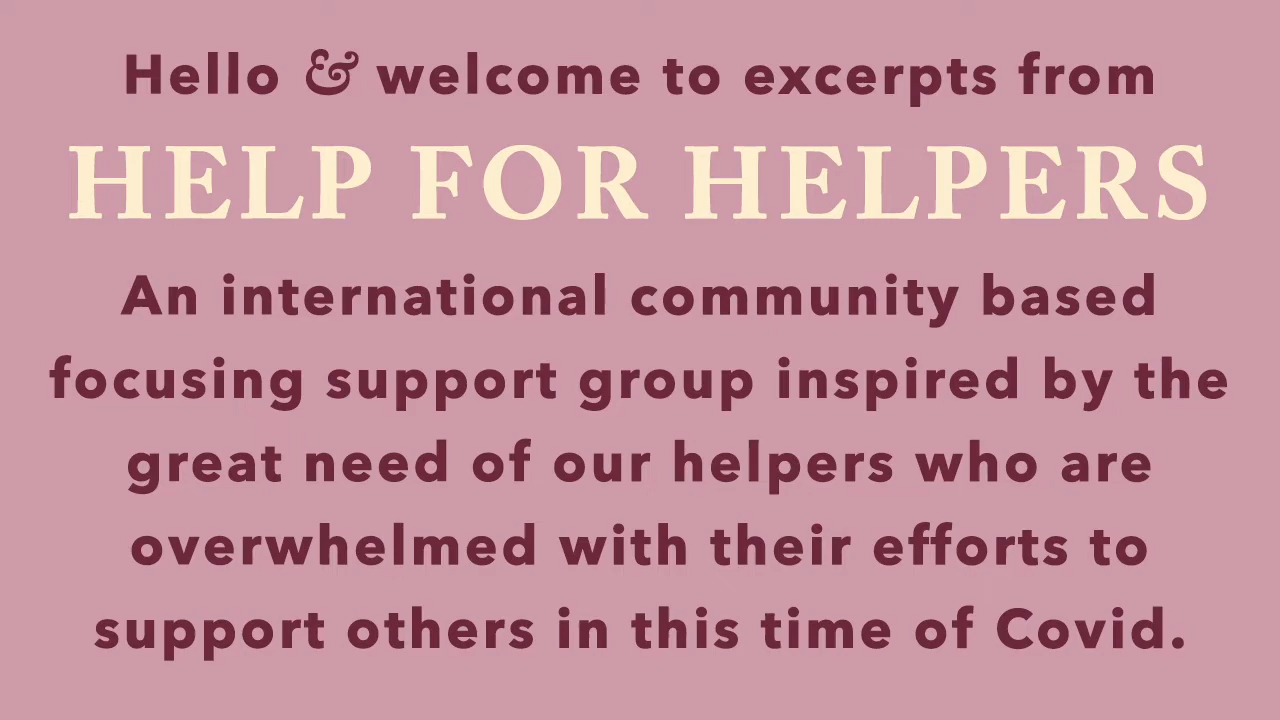 Hello & welcome to excerpts from
HELP FOR HELPERS
An international community based
focusing support group inspired by the
great need of our helpers who are
overwhelmed with their efforts to
support others in this time of Covid.